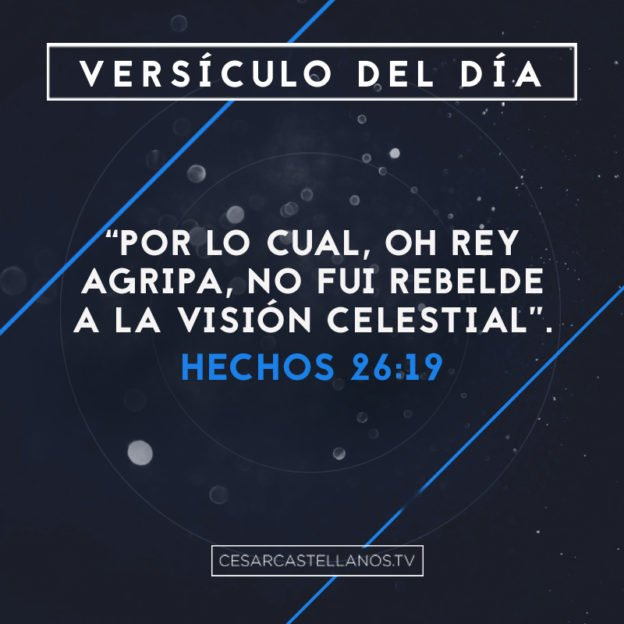 VERSÍCULO DEL DÍA
“POR LO CUAL, OH REY
AGRIPA, NO FUI REBELDE
A LA VISIÓN CELESTIAL”.
HECHOS 26:19
CESARCASTELLANOS.TV